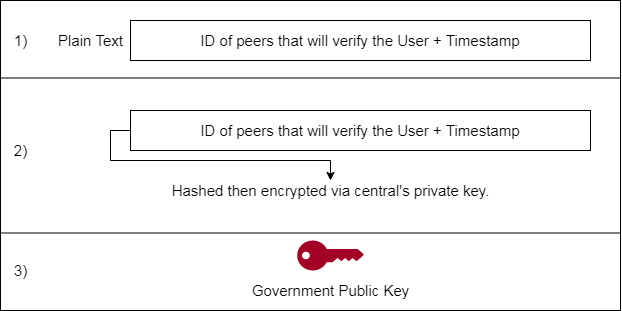 1) Plain Text ID of peers that will verify the User + Timestamp
2) ID of peers that will verify the User + Timestamp
Hashed then encrypted via central's private key.
3)
Government Public Key